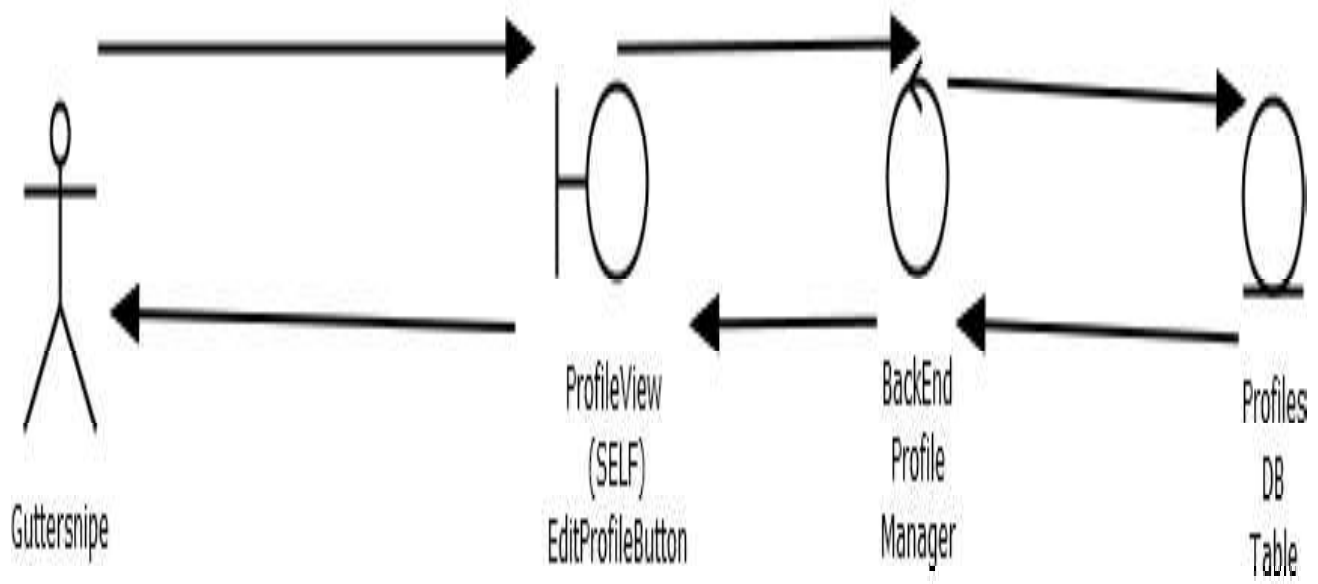 Guttersnipe
ProfileView
(SELF)
EditProfileButton
BackEnd
Profile
Manager
Profiles
DB
Table